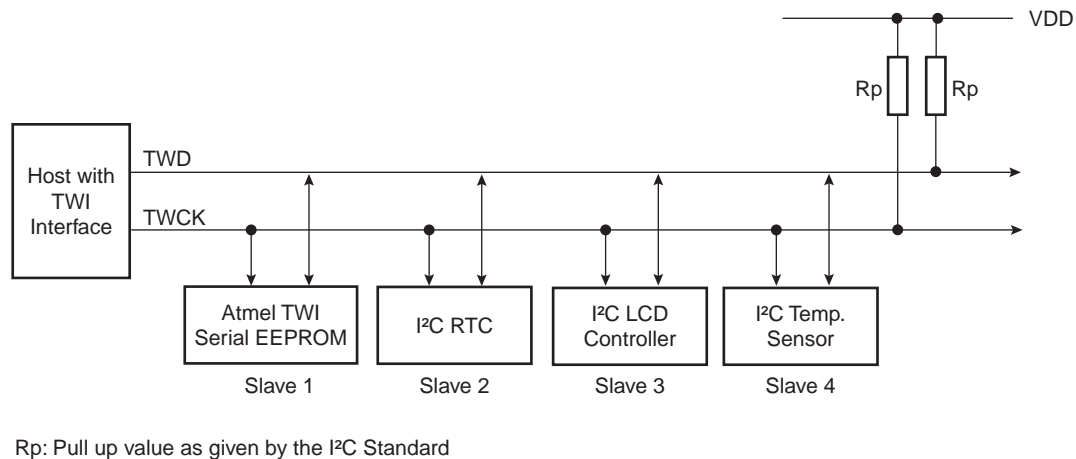 VDD
Rp
Rp
Host with
TWI
Interface
TWD
TWCK
Atmel TWI
Serial EEPROM
I²C RTC
I²C LCD
Controller
I²C Temp.
Sensor
Slave 1
Slave 2
Slave 3
Slave 4
Rp: Pull up value as given by the I²C Standard